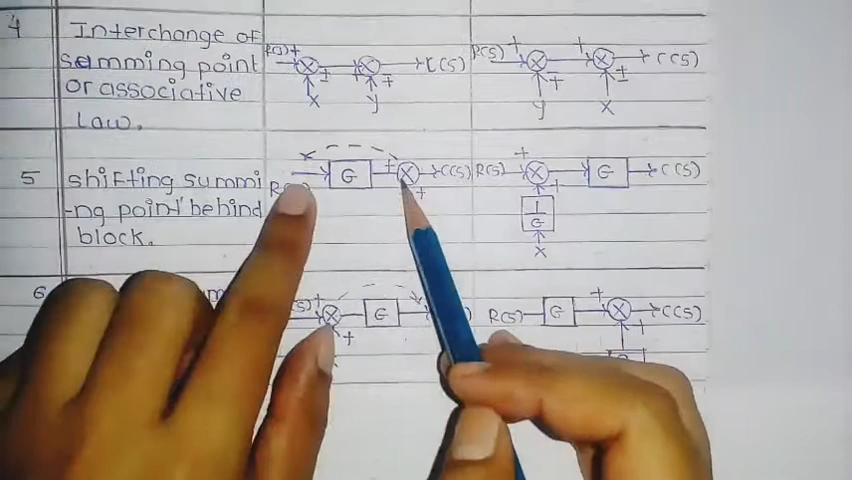 4 Interchange of
summing point
or associative
law.
R(s) + ± + ∓ C(s)
x y
R(s) + ∓ + ± C(s)
y x
5 shifting summi
-ng point behind
block.
x G + C(s)
R(s) +
R(s) + G C(s)
+
1
G
x
6
(s) + G
+
R(s) G + C(s)
+